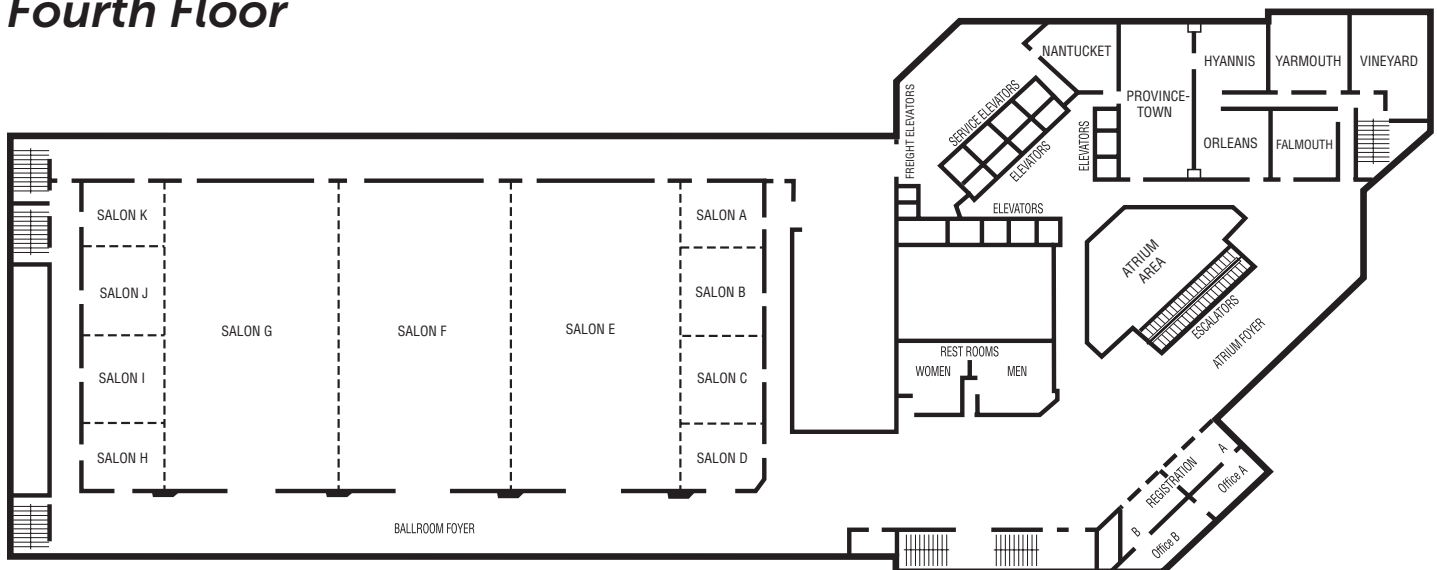 Fourth Floor
NANTUCKET
HYANNIS
YARMOUTH
VINEYARD
PROVINCE-
TOWN
FREIGHT ELEVATORS
SERVICE ELEVATORS
ELEVATORS
ELEVATORS
ORLEANS
FALMOUTH
ELEVATORS
SALON K
SALON A
SALON J
SALON B
SALON G
SALON F
SALON E
SALON I
SALON C
SALON H
SALON D
ATRIUM
AREA
ESCALATORS
ATRIUM FOYER
REST ROOMS
WOMEN
MEN
BALLROOM FOYER
REGISTRATION
A
Office A
B
Office B